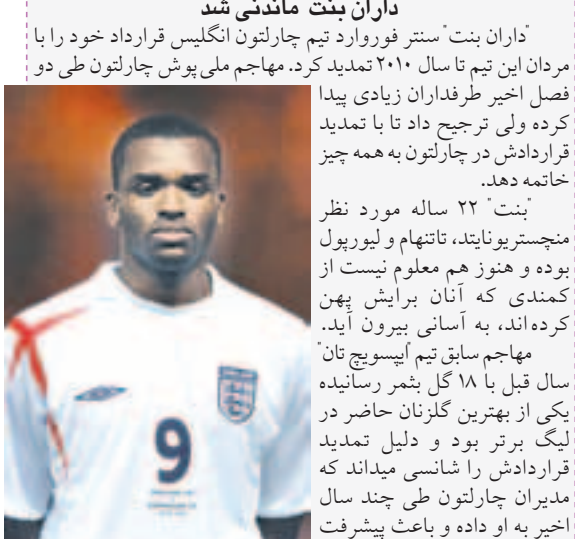 داران بنت ماندنی شد
"داران بنت" سنتر فوروارد تیم چارلتون انگلیس قرارداد خود را با
مردان این تیم تا سال ۲۰۱۰ تمدید کرد. مهاجم ملی پوش چارلتون طی دو
فصل اخیر طرفداران زیادی پیدا
کرده ولی ترجیح داد تا با تمدید
قراردادش در چارلتون به همه چیز
خاتمه دهد.
"بنت" ۲۲ ساله مورد نظر
منچستریونایتد، تاتنهام و لیورپول
بوده و هنوز هم معلوم نیست از
کمندی که آنان برایش پهن
کرده‌اند، به آسانی بیرون آید.
مهاجم سابق تیم "ایپسویچ تان"
سال قبل با ۱۸ گل بثمر رسانیده
یکی از بهترین گلزنان حاضر در
لیگ برتر بود و دلیل تمدید
قراردادش را شانسی میداند که
مدیران چارلتون طی چند سال
اخیر به او داده و باعث پیشرفت
9